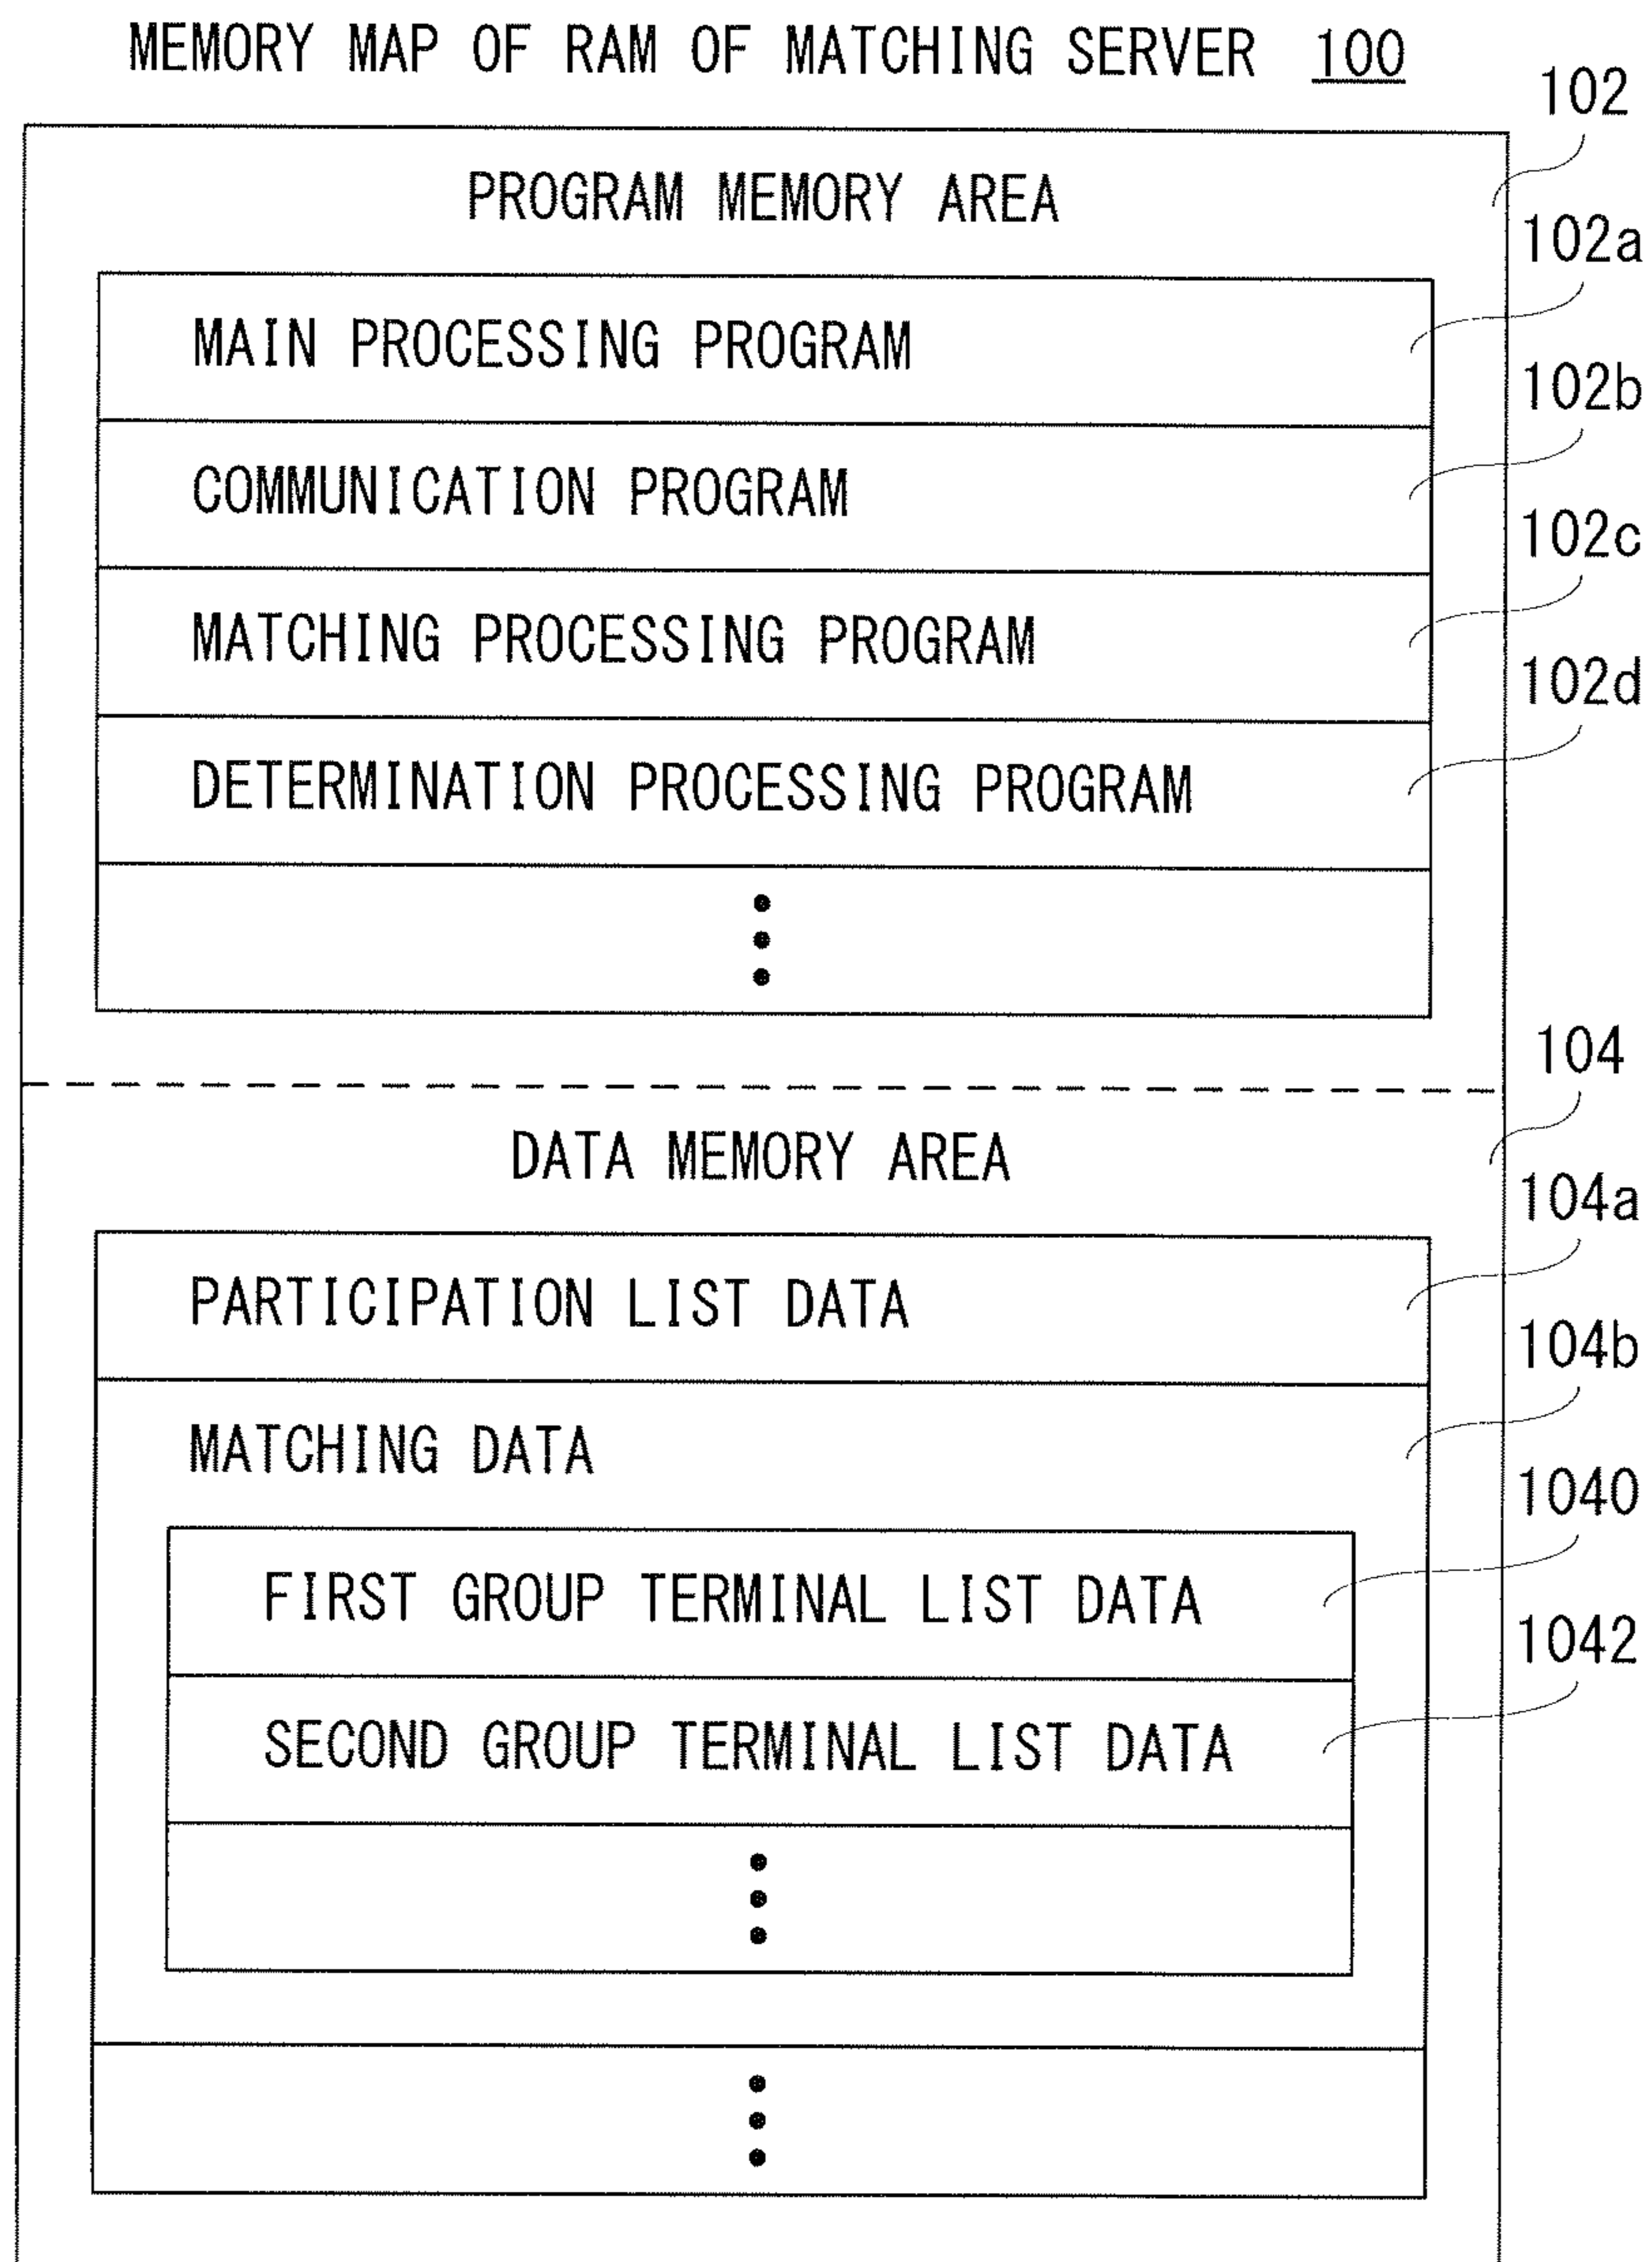 MEMORY MAP OF RAM OF MATCHING SERVER 100
102
PROGRAM MEMORY AREA
102a
MAIN PROCESSING PROGRAM
102b
COMMUNICATION PROGRAM
102c
MATCHING PROCESSING PROGRAM
102d
DETERMINATION PROCESSING PROGRAM
104
DATA MEMORY AREA
104a
PARTICIPATION LIST DATA
104b
MATCHING DATA
1040
FIRST GROUP TERMINAL LIST DATA
1042
SECOND GROUP TERMINAL LIST DATA